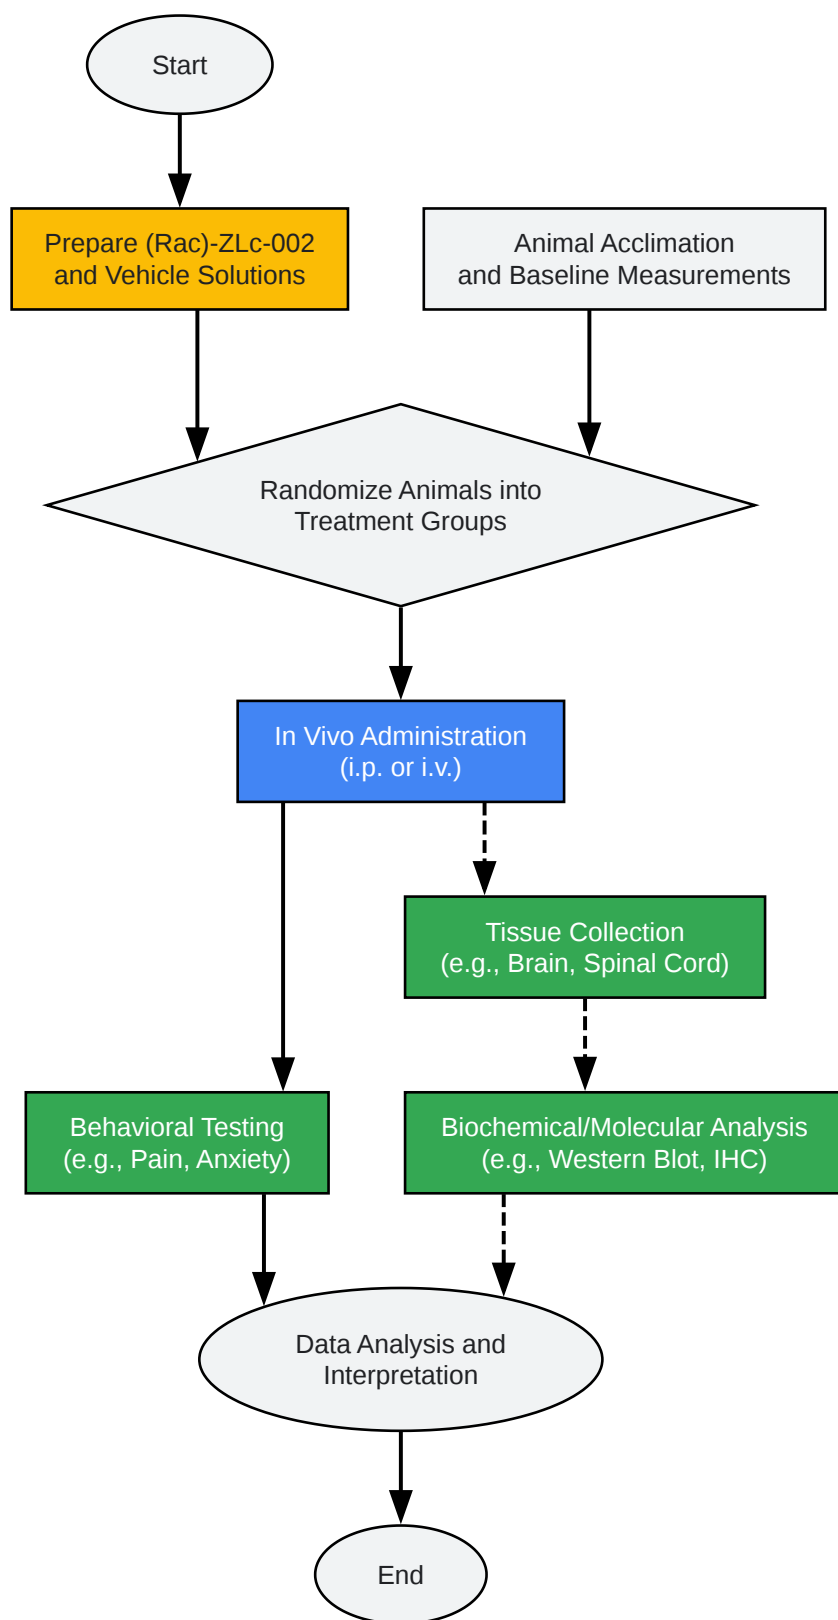 Start
Prepare (Rac)-ZLc-002
and Vehicle Solutions
Animal Acclimation
and Baseline Measurements
Randomize Animals into
Treatment Groups
In Vivo Administration
(i.p. or i.v.)
Tissue Collection
(e.g., Brain, Spinal Cord)
Behavioral Testing
(e.g., Pain, Anxiety)
Biochemical/Molecular Analysis
(e.g., Western Blot, IHC)
Data Analysis and
Interpretation
End